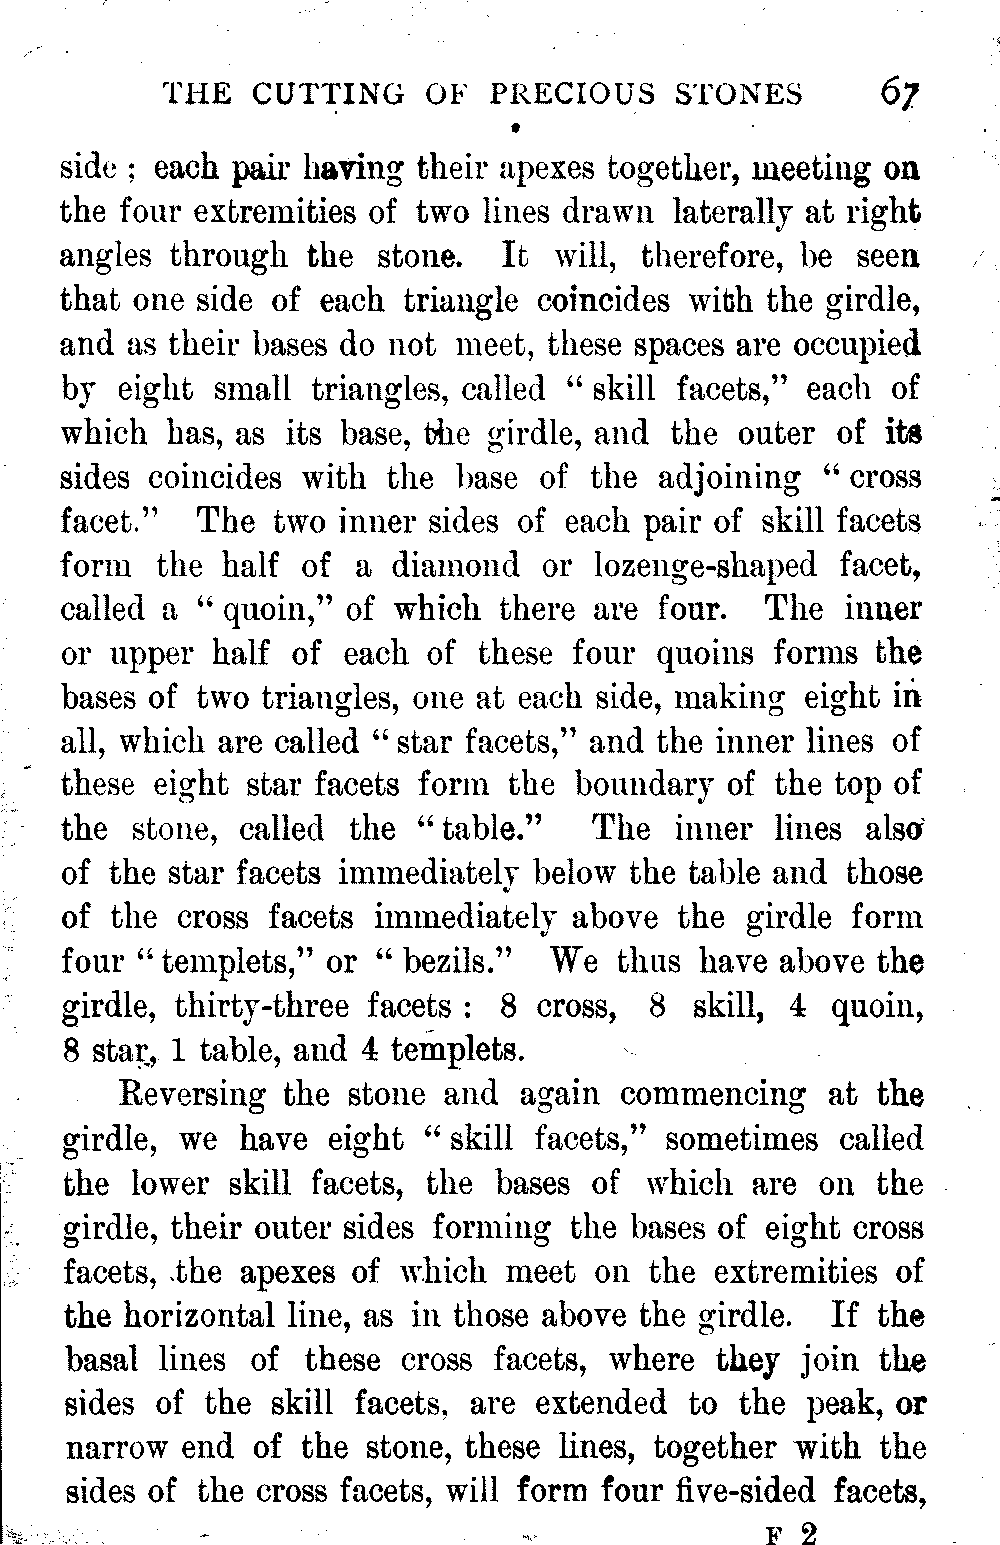 THE CUTTING OF PRECIOUS STONES 67
side ; each pair having their apexes together, meeting on
the four extremities of two lines drawn laterally at right
angles through the stone. It will, therefore, be seen
that one side of each triangle coincides with the girdle,
and as their bases do not meet, these spaces are occupied
by eight small triangles, called “ skill facets,” each of
which has, as its base, the girdle, and the outer of its
sides coincides with the base of the adjoining “ cross
facet.” The two inner sides of each pair of skill facets
form the half of a diamond or lozenge-shaped facet,
called a “ quoin,” of which there are four. The inner
or upper half of each of these four quoins forms the
bases of two triangles, one at each side, making eight in
all, which are called “ star facets,” and the inner lines of
these eight star facets form the boundary of the top of
the stone, called the “ table.” The inner lines also
of the star facets immediately below the table and those
of the cross facets immediately above the girdle form
four “ templets,” or “ bezils.” We thus have above the
girdle, thirty-three facets : 8 cross, 8 skill, 4 quoin,
8 star, 1 table, and 4 templets.
Reversing the stone and again commencing at the
girdle, we have eight “ skill facets,” sometimes called
the lower skill facets, the bases of which are on the
girdle, their outer sides forming the bases of eight cross
facets, the apexes of which meet on the extremities of
the horizontal line, as in those above the girdle. If the
basal lines of these cross facets, where they join the
sides of the skill facets, are extended to the peak, or
narrow end of the stone, these lines, together with the
sides of the cross facets, will form four five-sided facets,
F 2